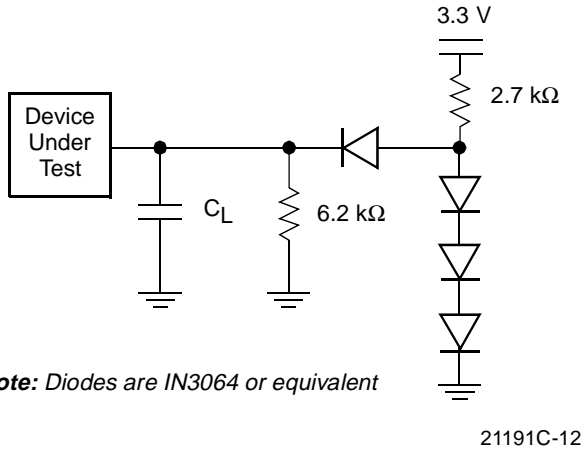 3.3 V
2.7 kΩ
Device
Under
Test
CL
6.2 kΩ
ote: Diodes are IN3064 or equivalent
21191C-12